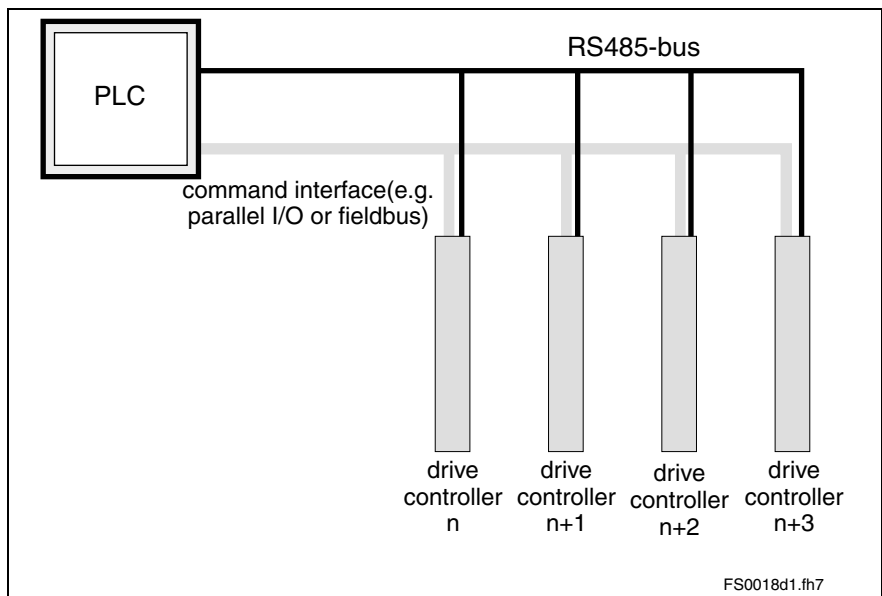 RS485-bus
PLC
command interface(e.g.
parallel I/O or fieldbus)
drive
controller
n
drive
controller
n+1
drive
controller
n+2
drive
controller
n+3
FS0018d1.fh7